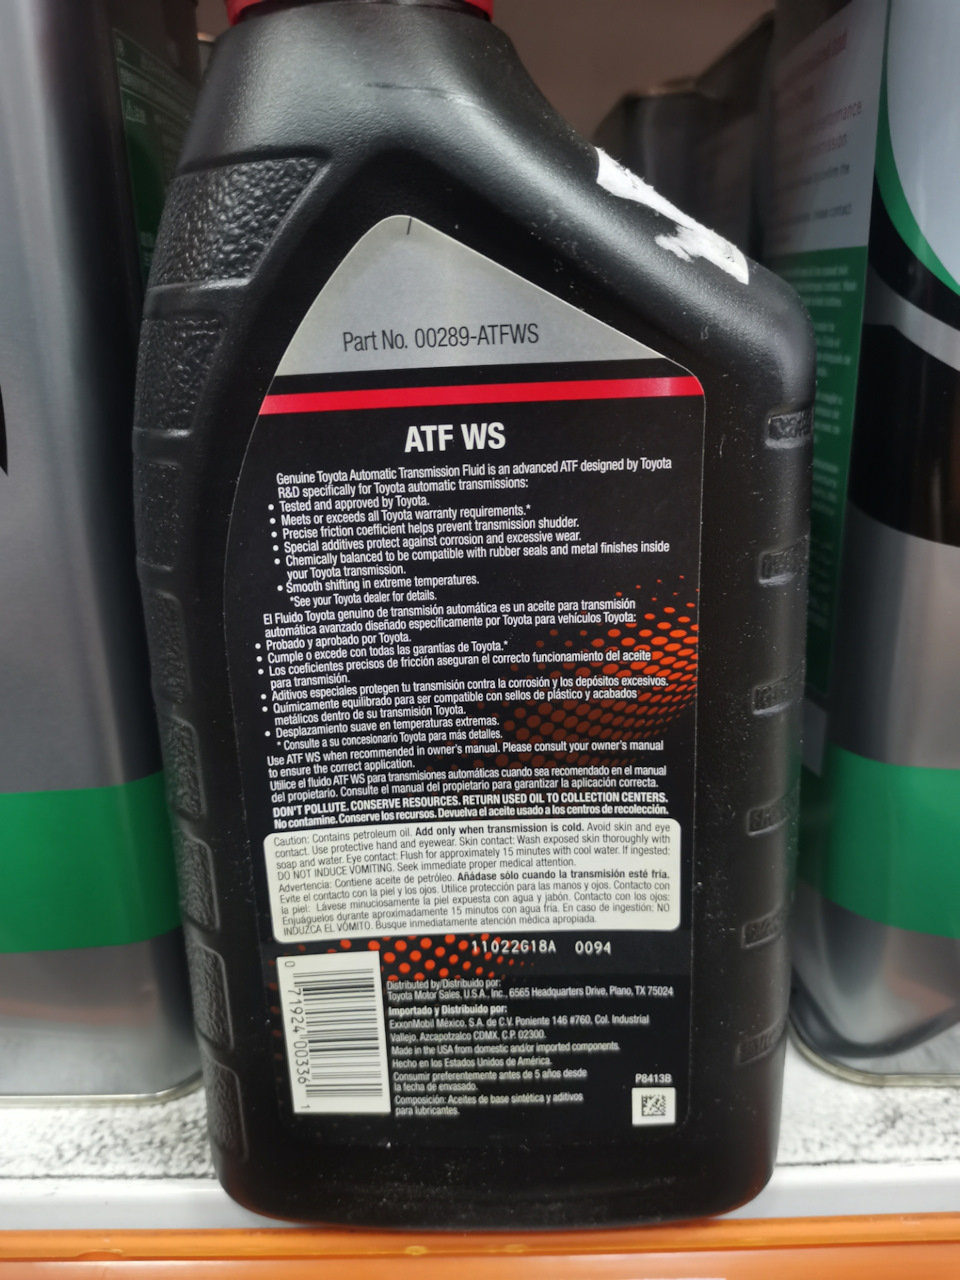 Part No. 00289-ATFWS
ATF WS
Genuine Toyota Automatic Transmission Fluid is an advanced ATF designed by Toyota
R&D specifically for Toyota automatic transmissions:
• Tested and approved by Toyota.
• Meets or exceeds all Toyota warranty requirements.*
• Precise friction coefficient helps prevent transmission shudder.
• Special additives protect against corrosion and excessive wear.
• Chemically balanced to be compatible with rubber seals and metal finishes inside
your Toyota transmission.
• Smooth shifting in extreme temperatures.
*See your Toyota dealer for details.
El Fluido Toyota genuino de transmisión automática es un aceite para transmisión
automática avanzado diseñado específicamente por Toyota para vehículos Toyota:
• Probado y aprobado por Toyota.
• Cumple o excede con todas las garantías de Toyota.*
• Los coeficientes precisos de fricción aseguran el correcto funcionamiento del aceite
para transmisión.
• Aditivos especiales protegen tu transmisión contra la corrosión y los depósitos excesivos.
• Químicamente equilibrado para ser compatible con sellos de plástico y acabados
metálicos dentro de su transmisión Toyota.
• Desplazamiento suave en temperaturas extremas.
* Consulte a su concesionario Toyota para más detalles.
Use ATF WS when recommended in owner's manual. Please consult your owner's manual
to ensure the correct application.
Utilice el fluido ATF WS para transmisiones automáticas cuando sea recomendado en el manual
del propietario. Consulte el manual del propietario para garantizar la aplicación correcta.
DON'T POLLUTE. CONSERVE RESOURCES. RETURN USED OIL TO COLLECTION CENTERS.
No contamine. Conserve los recursos. Devuelva el aceite usado a los centros de recolección.
Caution: Contains petroleum oil. Add only when transmission is cold. Avoid skin and eye
contact. Use protective hand and eyewear. Skin contact: Wash exposed skin thoroughly with
soap and water. Eye contact: Flush for approximately 15 minutes with cool water. If ingested:
DO NOT INDUCE VOMITING. Seek immediate proper medical attention.
Advertencia: Contiene aceite de petróleo. Añádase sólo cuando la transmisión esté fría.
Evite el contacto con la piel y los ojos. Utilice protección para las manos y ojos. Contacto con
la piel: Lávese minuciosamente la piel expuesta con agua y jabón. Contacto con los ojos:
Enjuáguelos durante aproximadamente 15 minutos con agua fría. En caso de ingestión: NO
INDUZCA EL VÓMITO. Busque inmediatamente atención médica apropiada.
11022G18A 0094
Distributed by/Distribuido por:
Toyota Motor Sales, U.S.A., Inc., 6565 Headquarters Drive, Plano, TX 75024
Importado y Distribuido por:
ExxonMobil México, S.A. de C.V. Poniente 146 #760, Col. Industrial
Vallejo, Azcapotzalco CDMX, C.P. 02300.
Made in the USA from domestic and/or imported components.
Hecho en los Estados Unidos de América.
Consumir preferentemente antes de 5 años desde
la fecha de envasado.
Composición: Aceites de base sintética y aditivos
para lubricantes.
P8413B
0 71924 00336 1